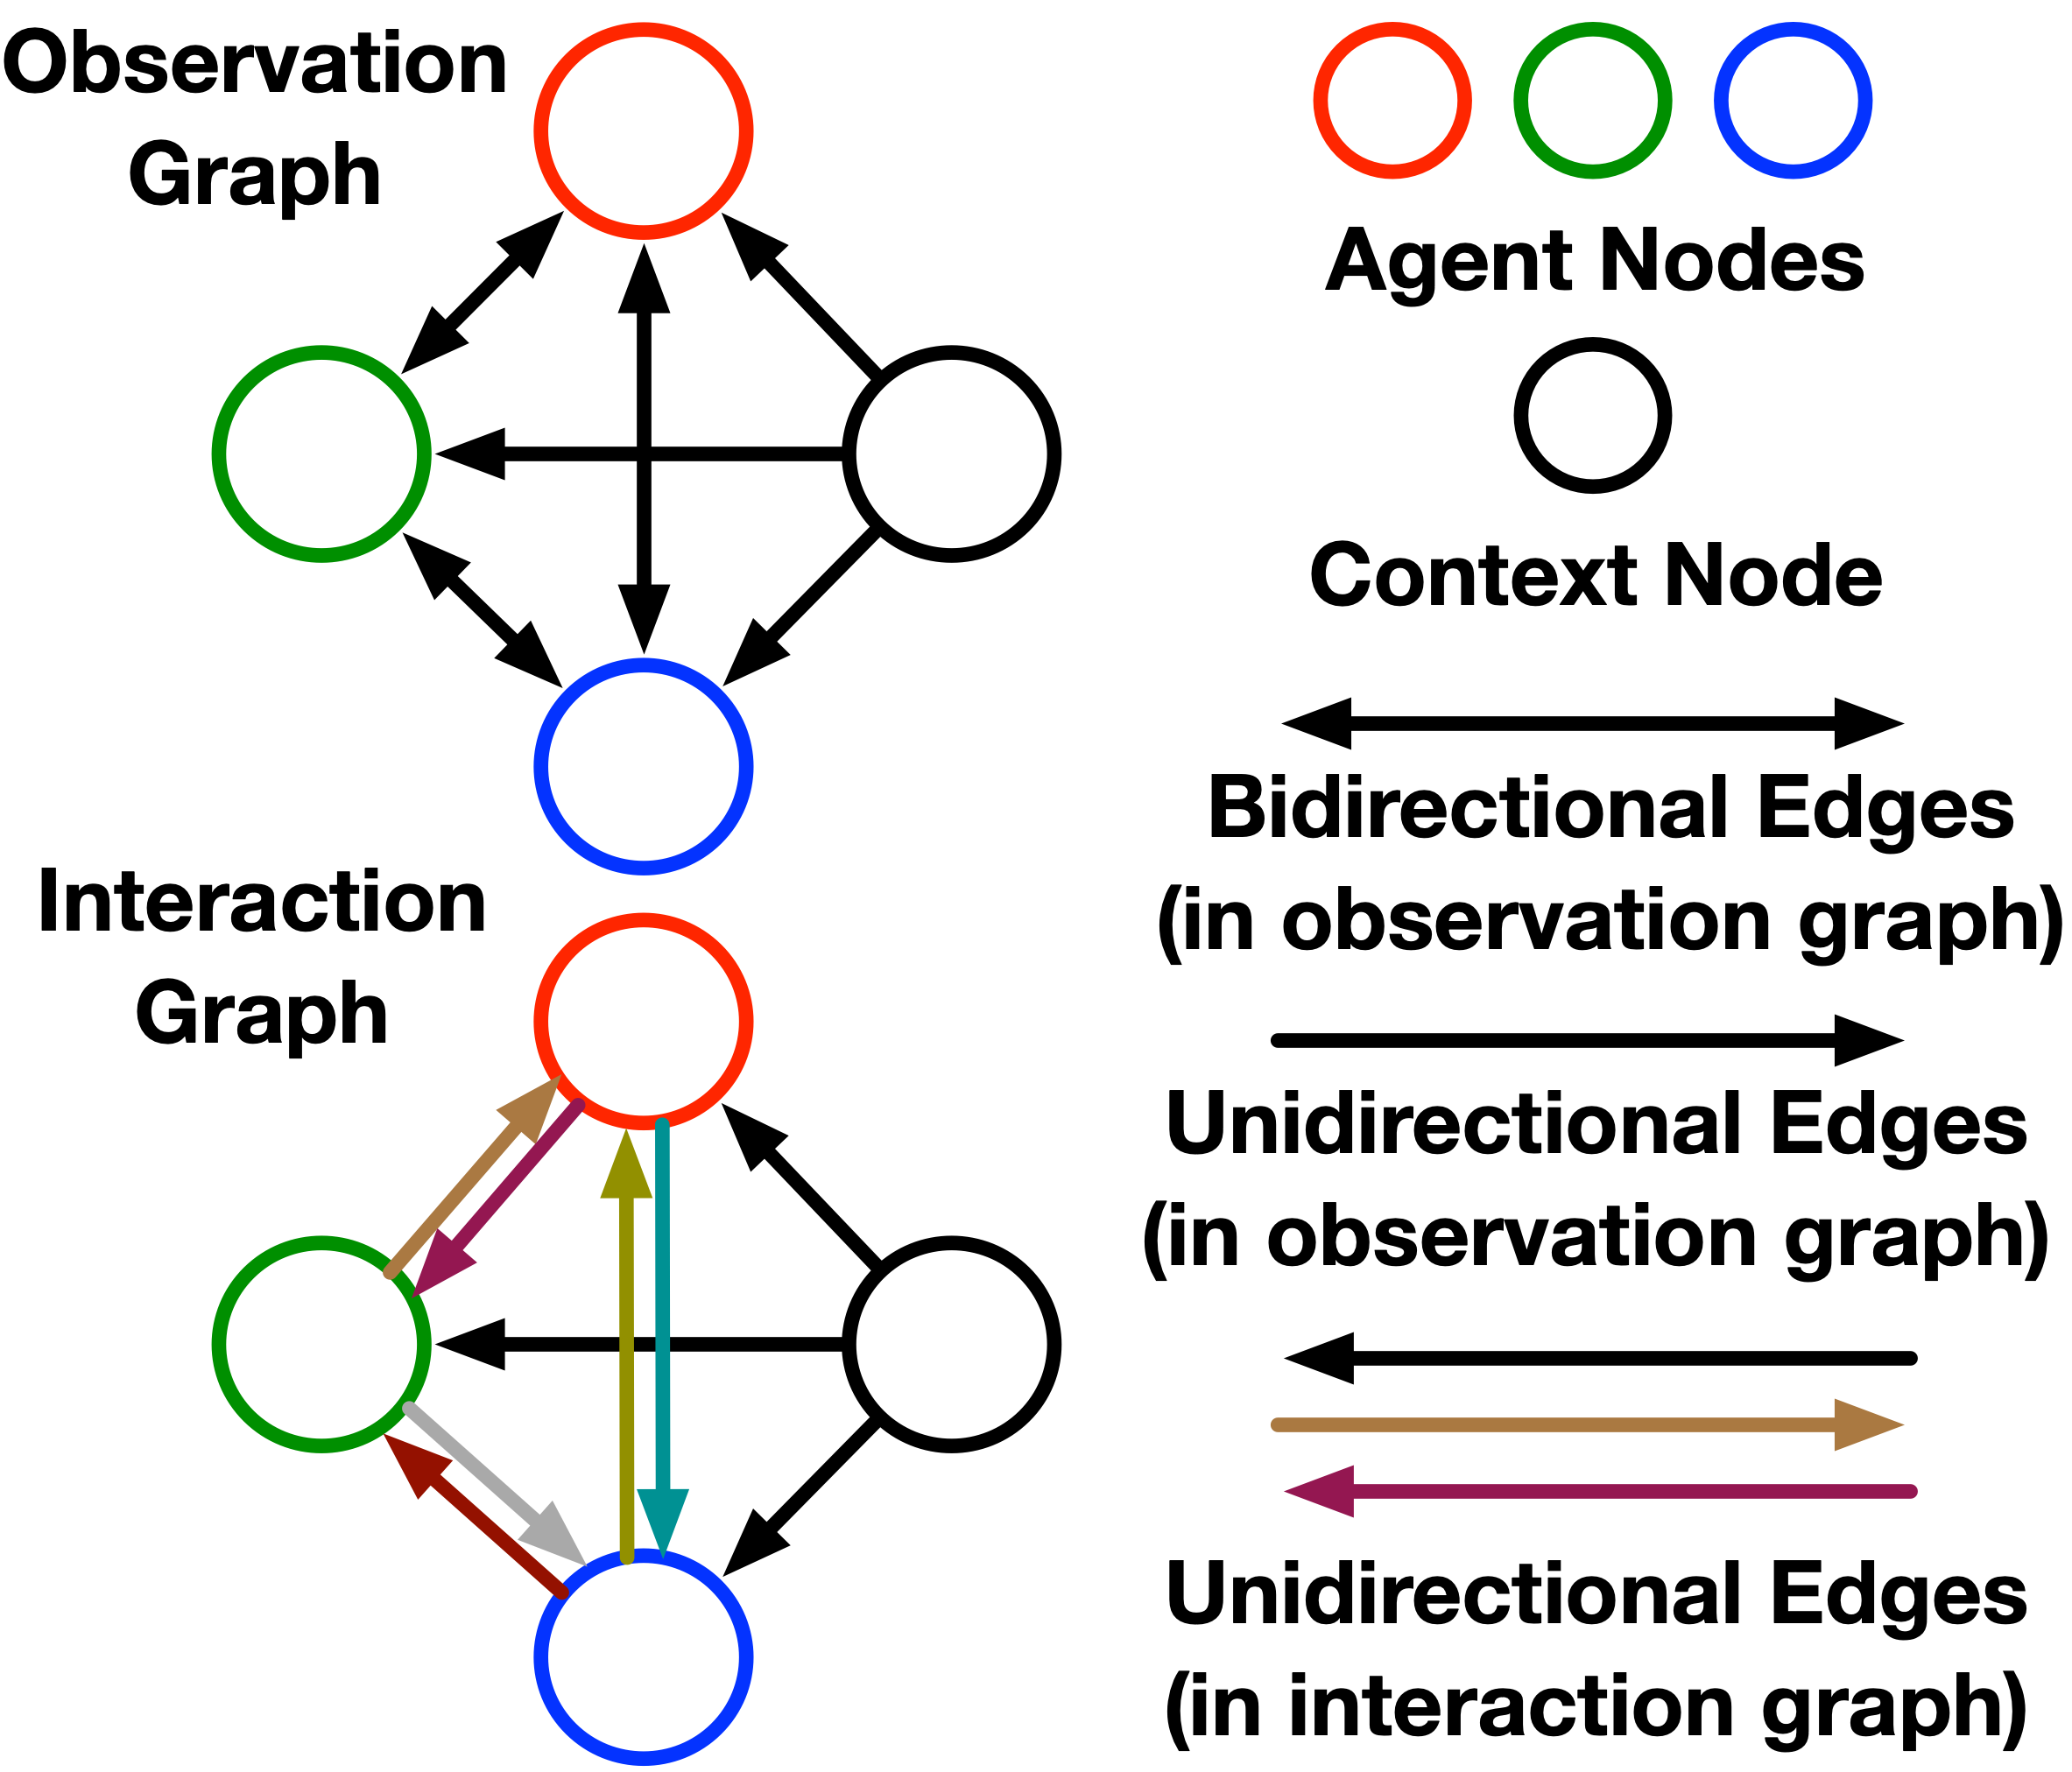 Observation
Graph
Agent Nodes
Context Node
Bidirectional Edges
(in observation graph)
Interaction
Graph
Unidirectional Edges
(in observation graph)
Unidirectional Edges
(in interaction graph)